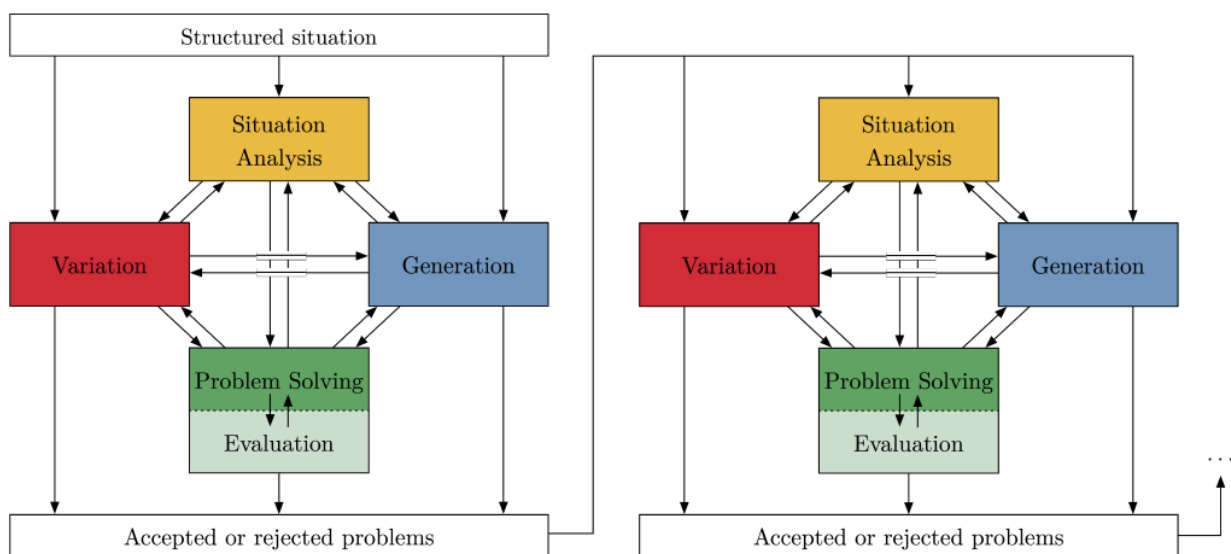 Structured situation
Situation
Analysis
Variation
Generation
Problem Solving
Evaluation
Accepted or rejected problems
Situation
Analysis
Variation
Generation
Problem Solving
Evaluation
...
Accepted or rejected problems